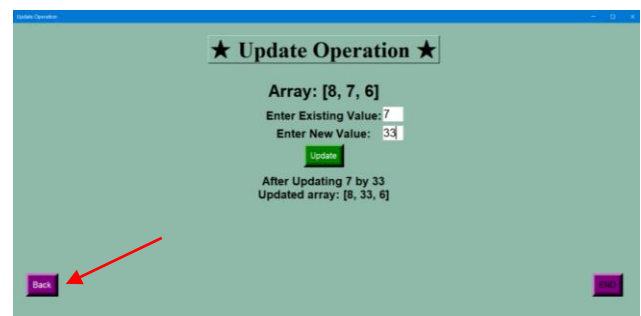 Update Operation
★ Update Operation ★
Array: [8, 7, 6]
Enter Existing Value: 7
Enter New Value: 33
Update
After Updating 7 by 33
Updated array: [8, 33, 6]
Back
END